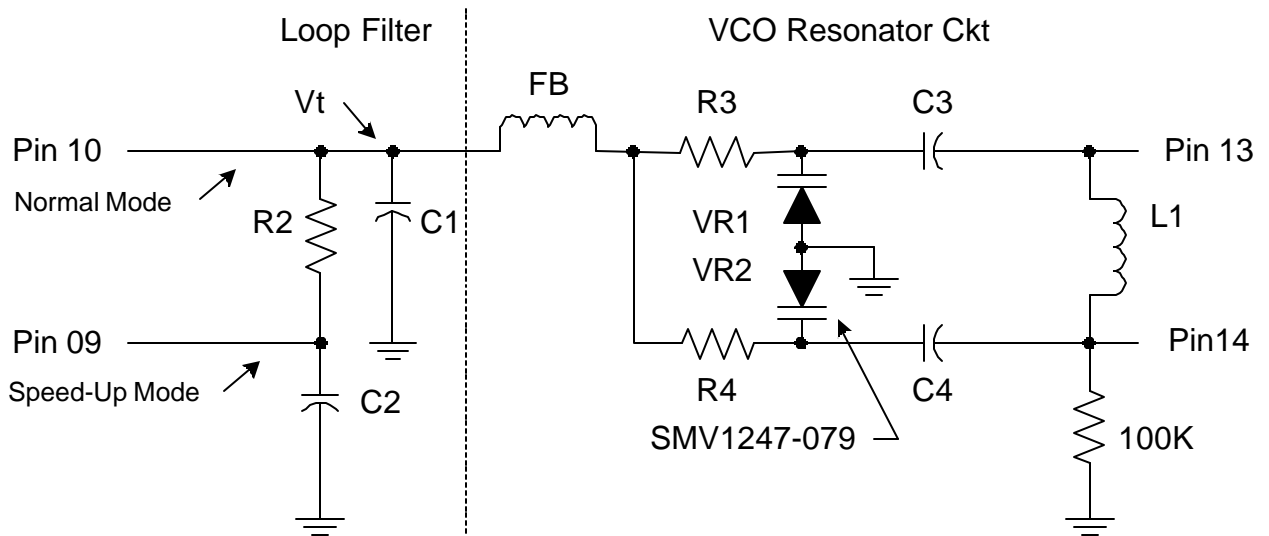 Loop Filter
VCO Resonator Ckt
FB
Vt
R3
C3
Pin 10
Pin 13
Normal Mode
R2
C1
VR1
L1
VR2
Pin 09
Pin14
Speed-Up Mode
C2
R4
C4
SMV1247-079
100K